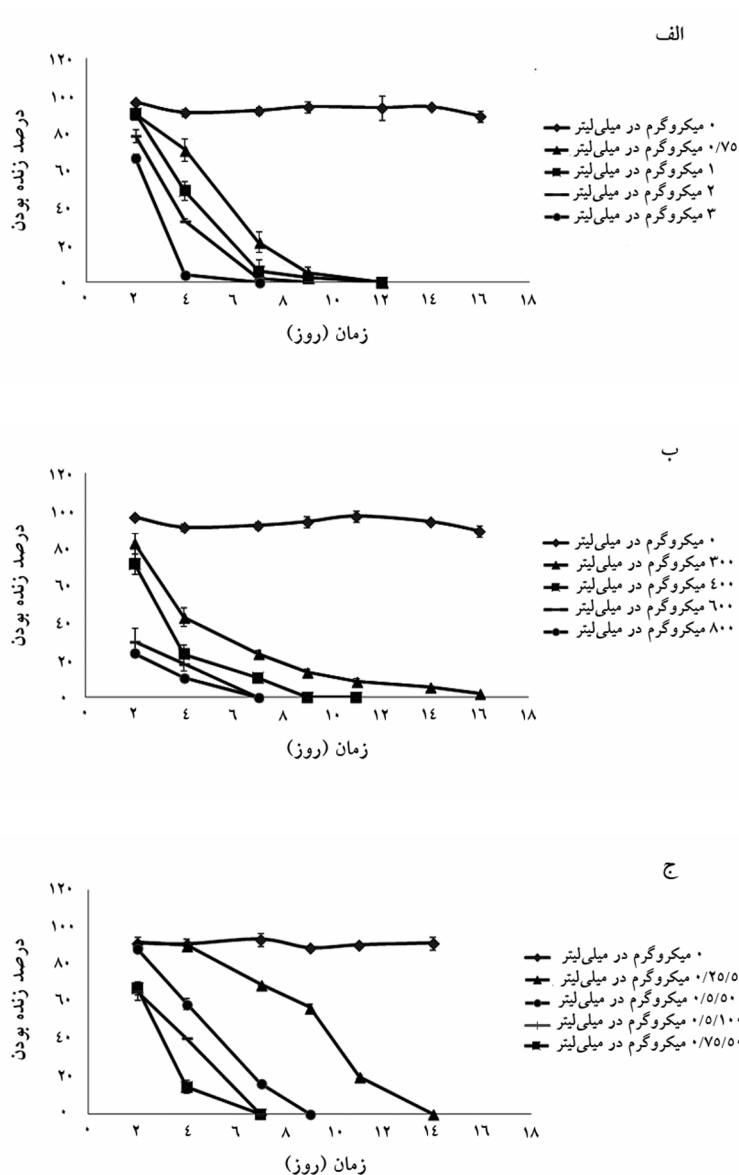 الف
۱۲۰
۱۰۰
۸۰
۶۰
٤۰
۲۰
۰
درصد زنده بودن
۰ ۲ ٤ ٦ ۸ ۱۰ ۱۲ ۱٤ ۱٦ ۱۸
زمان (روز)
۰ میکروگرم در میلی‌لیتر
۰/۷۵ میکروگرم در میلی‌لیتر
۱ میکروگرم در میلی‌لیتر
۲ میکروگرم در میلی‌لیتر
۳ میکروگرم در میلی‌لیتر
ب
۱۲۰
۱۰۰
۸۰
۶۰
٤۰
۲۰
۰
درصد زنده بودن
۰ ۲ ٤ ٦ ۸ ۱۰ ۱۲ ۱٤ ۱٦ ۱۸
زمان (روز)
۰ میکروگرم در میلی‌لیتر
۳۰۰ میکروگرم در میلی‌لیتر
٤۰۰ میکروگرم در میلی‌لیتر
٦۰۰ میکروگرم در میلی‌لیتر
۸۰۰ میکروگرم در میلی‌لیتر
ج
۱۲۰
۱۰۰
۸۰
۶۰
٤۰
۲۰
۰
درصد زنده بودن
۰ ۲ ٤ ٦ ۸ ۱۰ ۱۲ ۱٤ ۱٦ ۱۸
زمان (روز)
۰ میکروگرم در میلی‌لیتر
میکروگرم در میلی‌لیتر
۰/۵/۵۰ میکروگرم در میلی‌لیتر
۰/۵/۱۰۰ میکروگرم در میلی‌لیتر
۰/۷۵/۵۰ میکروگرم در میلی‌لیتر